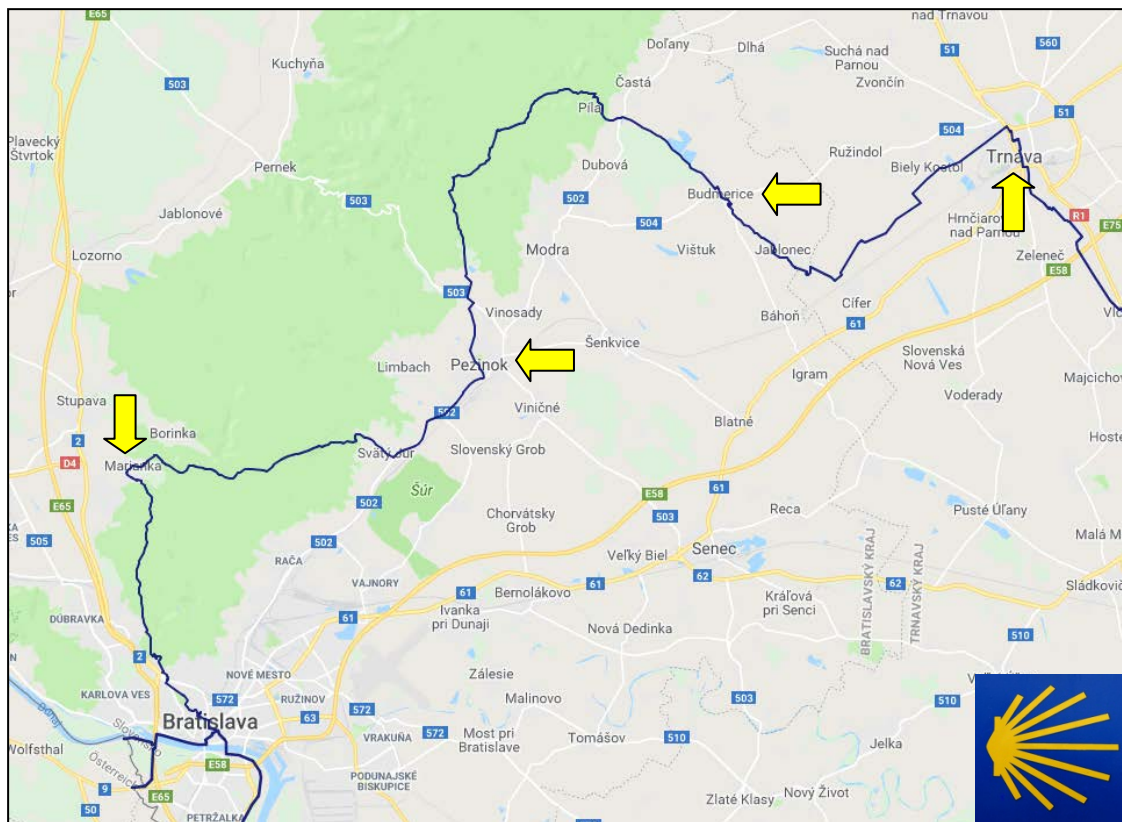 E65
nad Trnavou
Doľany
Dlhá
51
560
Suchá nad
Parnou
Zvončín
Kuchyňa
503
Častá
Píla
51
Plavecký
Štvrtok
504
Pernek
Dubová
Ružindol
Biely Kostol
Trnava
503
502
Budmerice
Jablonové
504
Hrnčiarov
nad Parnou
R1
E75
Modra
Vištuk
Jablonec
Zeleneč
E58
Lozorno
503
Cífer
Vinosady
Báhoň
61
Šenkvice
Limbach
Pezinok
Slovenská
Nová Ves
Igram
Majcichov
Stupava
502
Viničné
Voderady
2
Borinka
Blatné
Hoste
D4
Marianka
Svätý Jur
Slovenský Grob
Šúr
E65
E58
61
502
Chorvátsky
Grob
503
Reca
Pusté Úľany
Malá M
505
502
RAČA
Veľký Biel
Senec
VAJNORY
Bernolákovo
61
62
62
Sládkovič
DÚBRAVKA
61
Ivanka
pri Dunaji
Kráľová
pri Senci
BRATISLAVSKÝ KRAJ
TRNAVSKÝ KRAJ
Nová Dedinka
510
2
NOVÉ MESTO
Zálesie
KARLOVA VES
572
RUŽINOV
572
Malinovo
503
510
Dunaj
Bratislava
63
Slovensko
Wolfsthal
Österreich
VRAKUŇA
572
Most pri
Bratislave
Tomášov
510
Jelka
E58
9
E65
PODUNAJSKÉ
BISKUPICE
50
PETRŽALKA
Zlaté Klasy
Nový Život